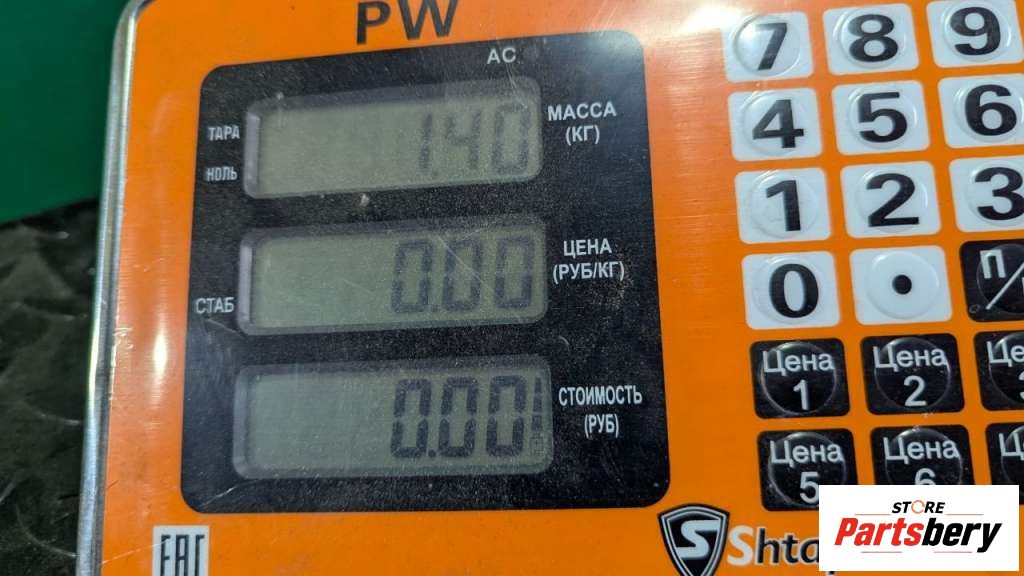 PW
AC
ТАРА
НОЛЬ
1.40
МАССА
(КГ)
СТАБ
0.00
ЦЕНА
(РУБ/КГ)
0.00
СТОИМОСТЬ
(РУБ)
7 8 9
4 5 6
1 2 3
0 .
Цена
1
Цена
2
Цена
5
Цена
6
EAC
S
STORE
Partsbery